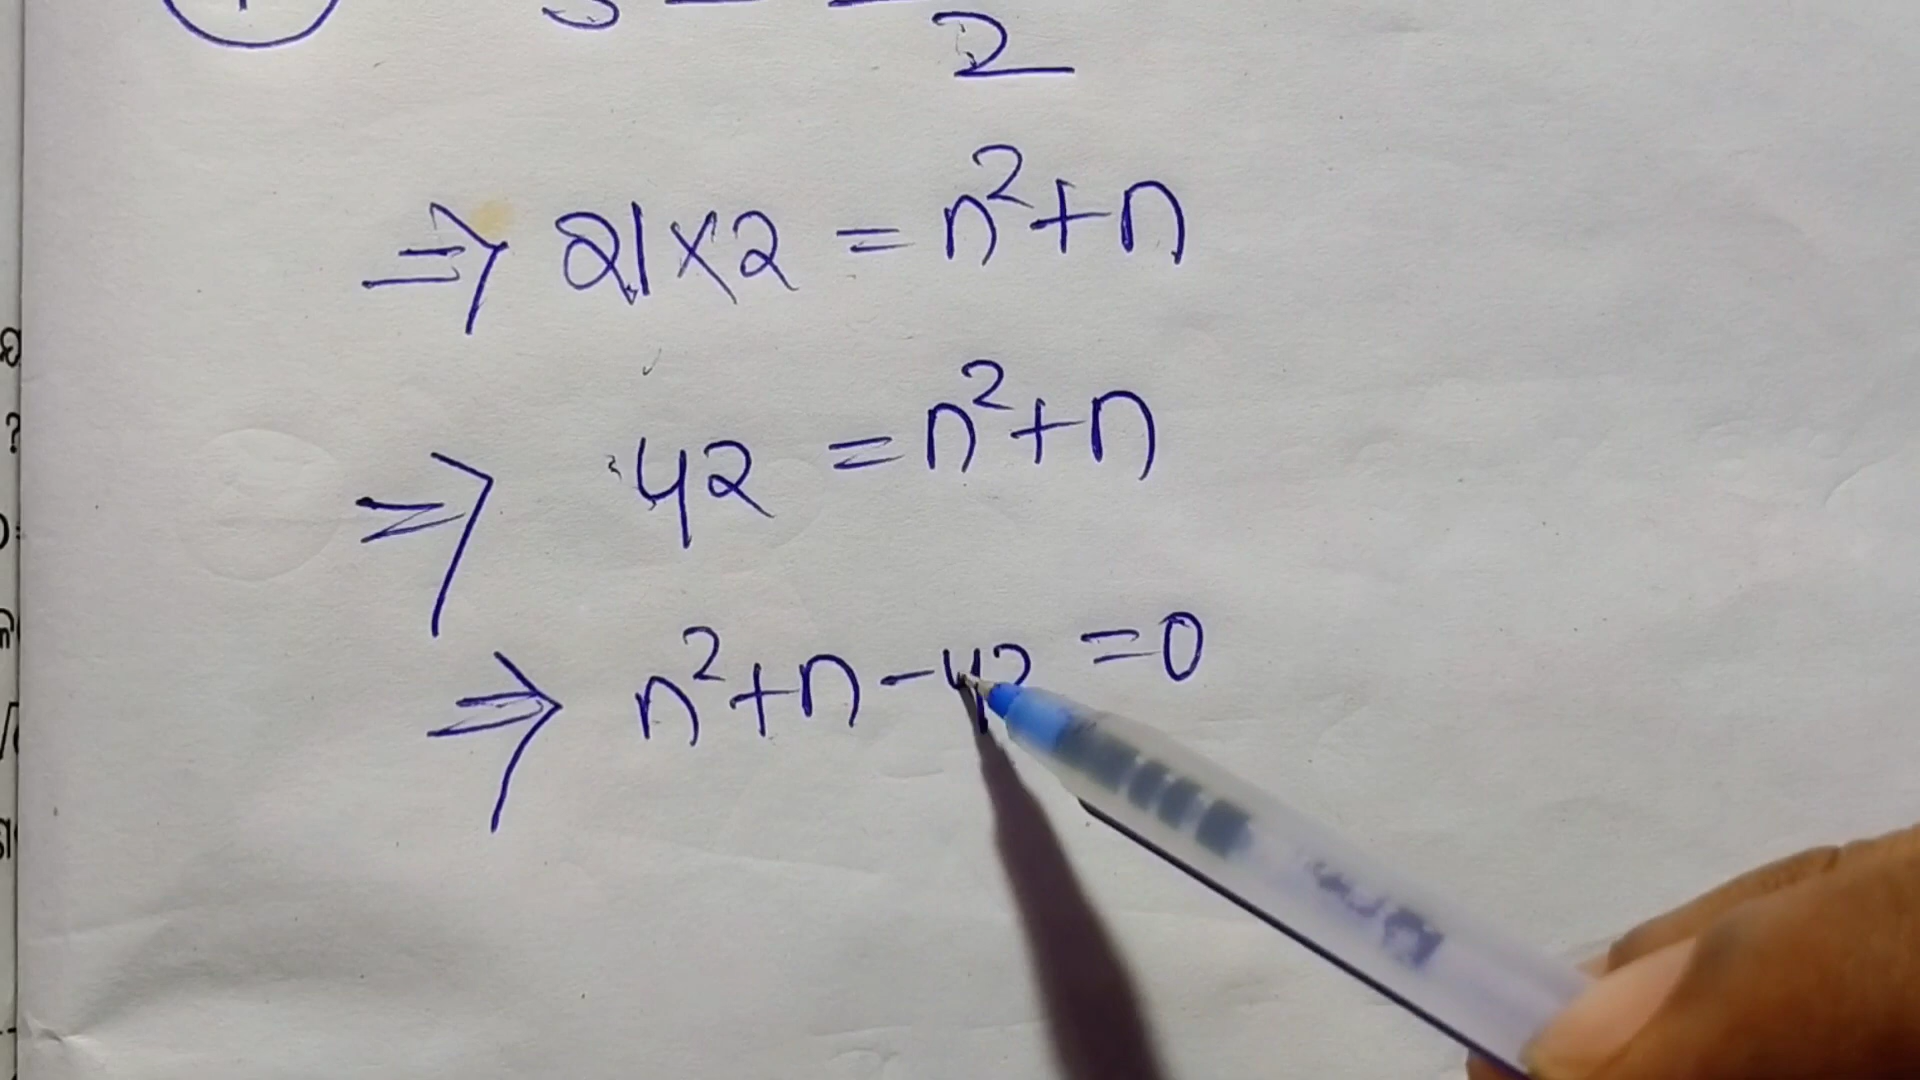 2
⇒ 21×2 = n²+n
⇒ 42 = n²+n
⇒ n²+n-42 = 0